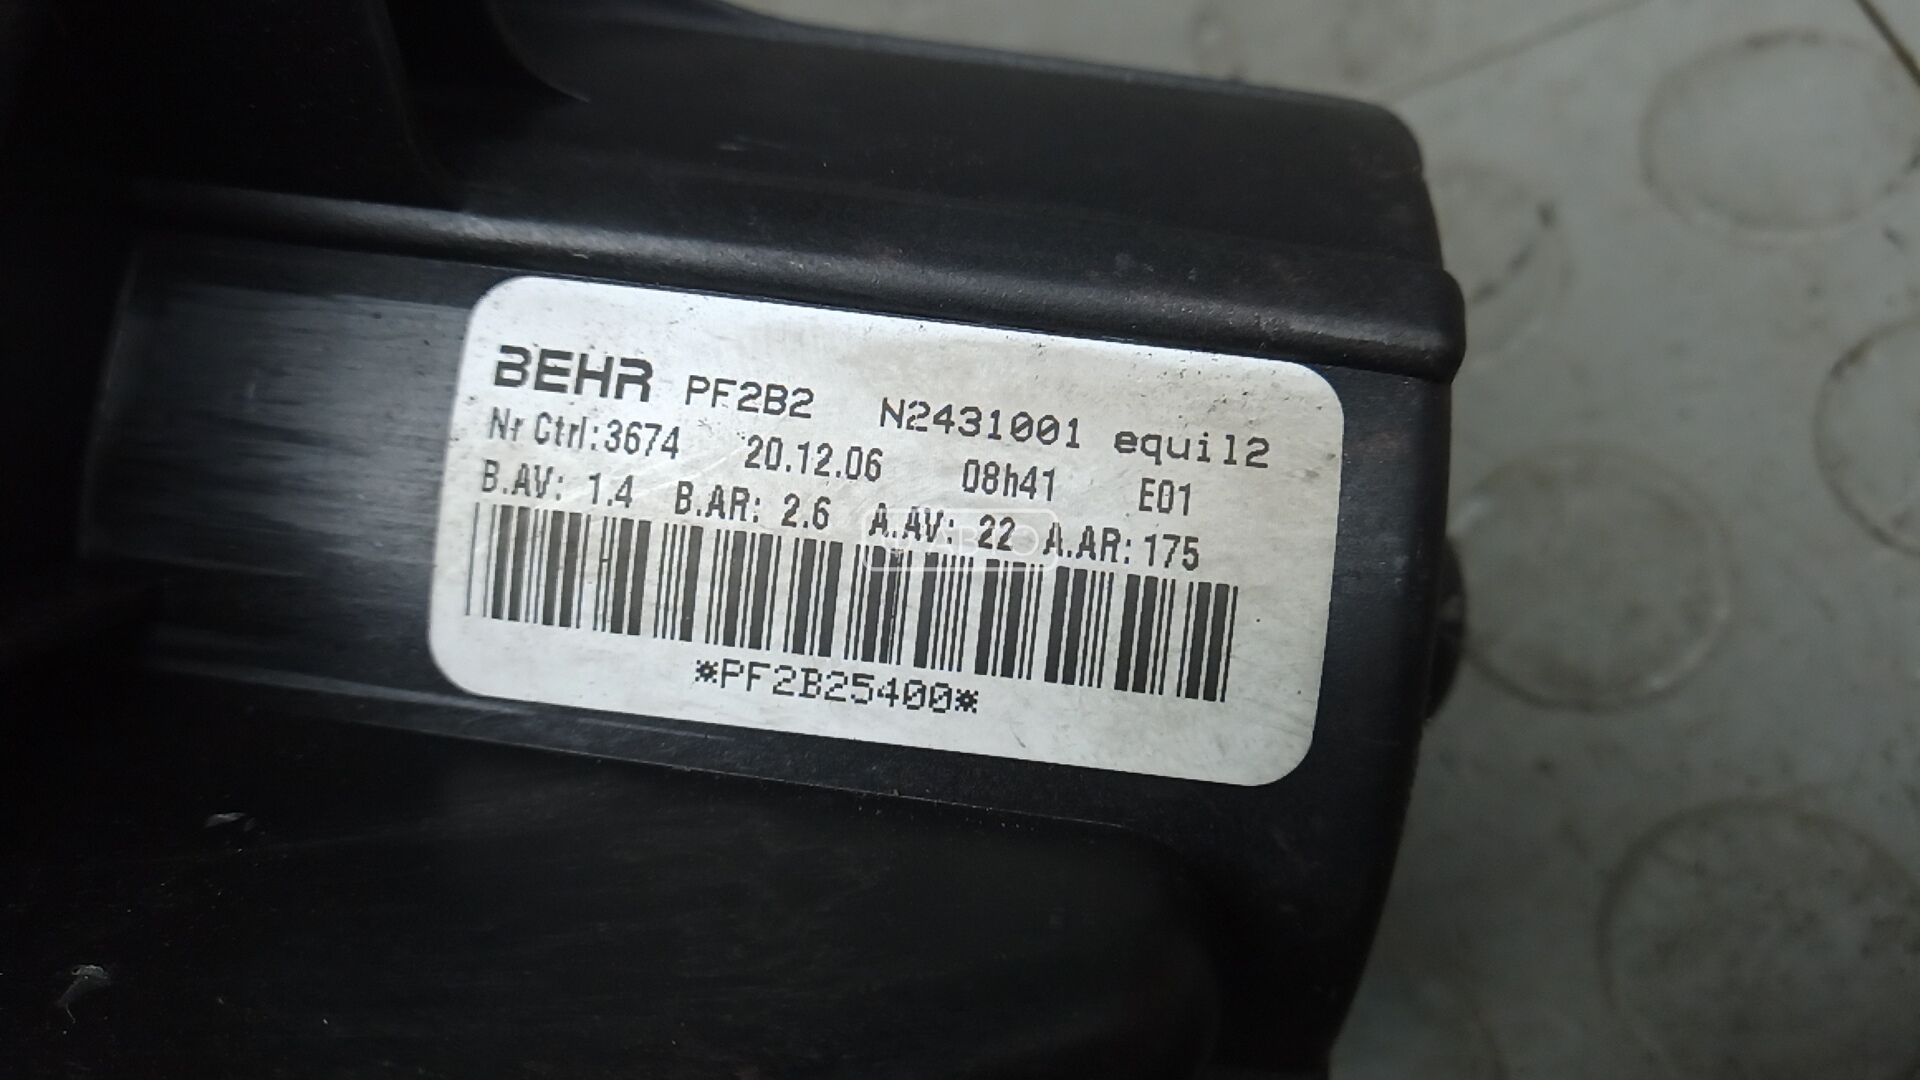 BEHR PF2B2 N2431001 equil2
Nr Ctrl:3674 20.12.06 08h41 E01
B.AV: 1.4 B.AR: 2.6 A.AV: 22 A.AR: 175
*PF2B25400*